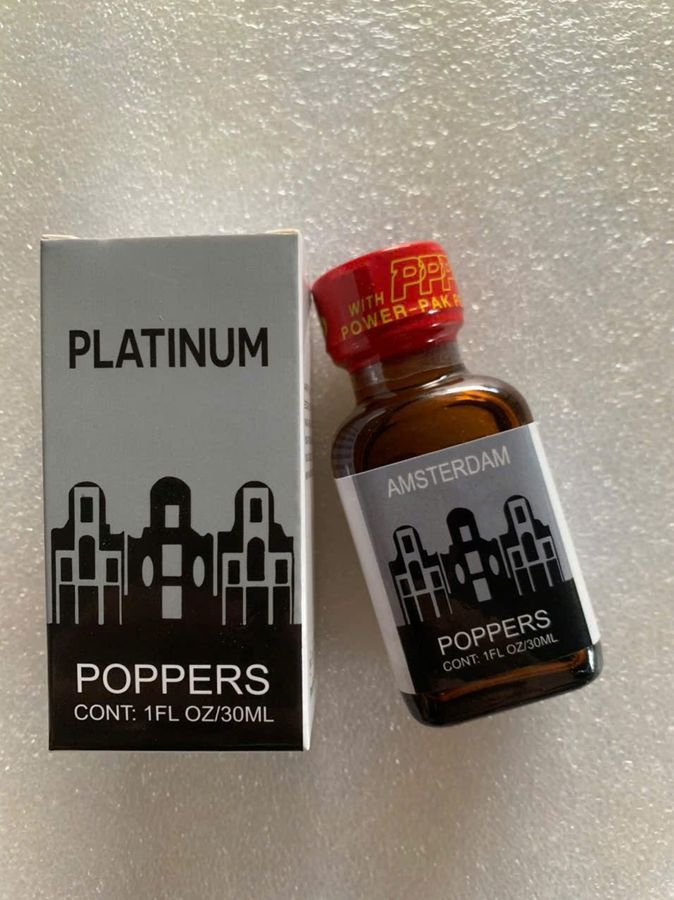 PLATINUM
POPPERS
CONT: 1FL OZ/30ML
WITH PPP
POWER-PAK
AMSTERDAM
POPPERS
CONT: 1FL OZ/30ML